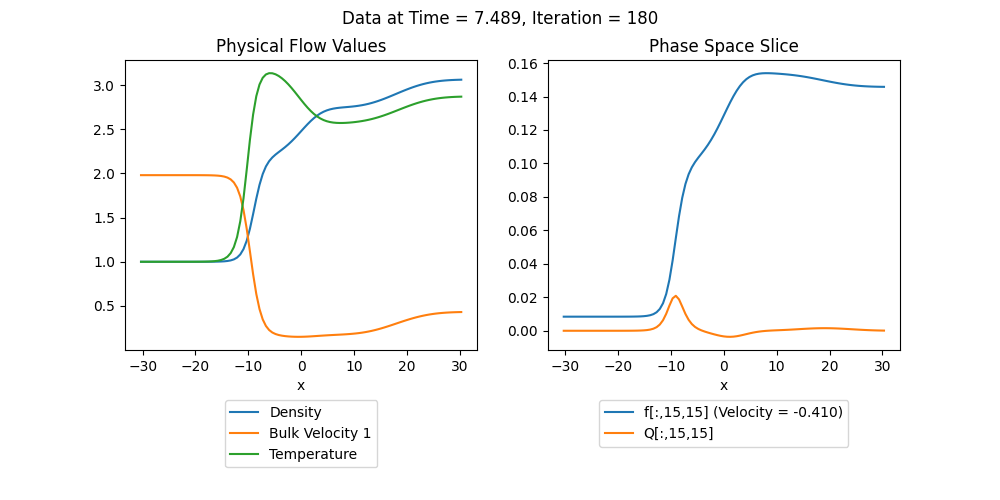 Data at Time = 7.489, Iteration = 180
Physical Flow Values
3.0
2.5
2.0
1.5
1.0
0.5
−30
−20
−10
0
10
20
30
x
Density
Bulk Velocity 1
Temperature
Phase Space Slice
0.16
0.14
0.12
0.10
0.08
0.06
0.04
0.02
0.00
−30
−20
−10
0
10
20
30
x
f[:,15,15] (Velocity = -0.410)
Q[:,15,15]